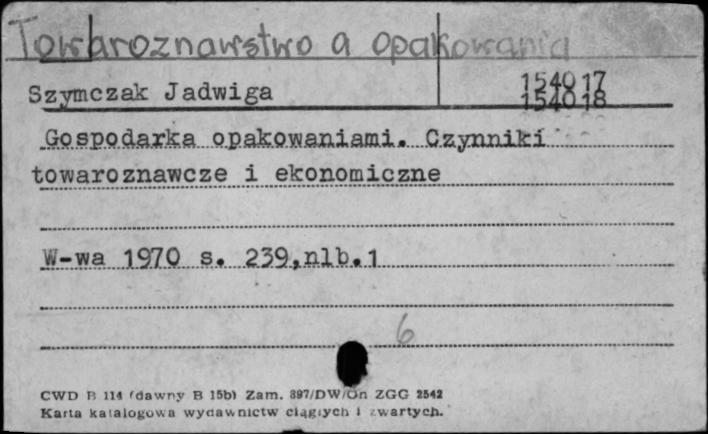 Towaroznawstwo a opakowania
Szymczak Jadwiga
154017
154018
Gospodarka opakowaniami. Czynniki
towaroznawcze i ekonomiczne
W-wa 1970 s. 239,nlb.1
6
CWD B 114 (dawny B 15b) Zam. 897/DW/Gn ZGG 2542
Karta katalogowa wydawnictw ciągłych i zwartych.